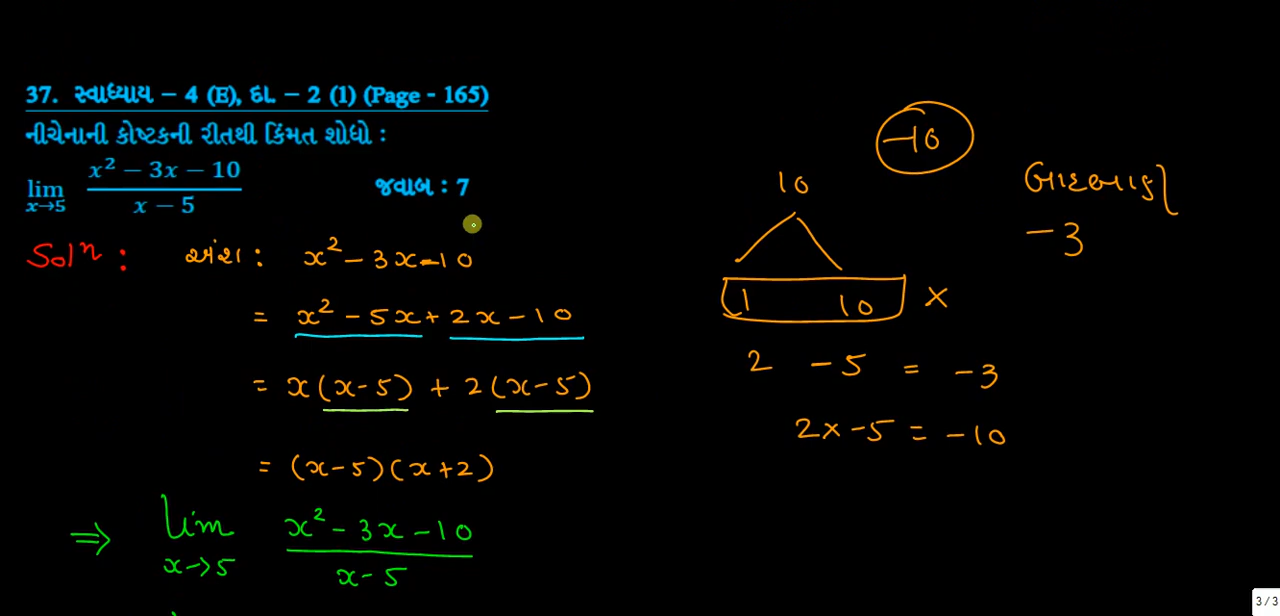 37. સ્વાધ્યાય – 4 (E), દા. – 2 (1) (Page - 165)
નીચેનાની કોષ્ટકની રીતથી કિંમત શોધો :
lim x→5 (x² − 3x − 10)/(x − 5) જવાબ : 7
Solⁿ : અંશ : x² − 3x − 10
= x² − 5x + 2x − 10
= x(x−5) + 2(x−5)
= (x−5)(x+2)
⇒ lim x→5 (x² − 3x − 10)/(x − 5)
−10
10
1 10 ×
2 −5 = −3
2x −5 = −10
બાદબાકી
−3
3/3